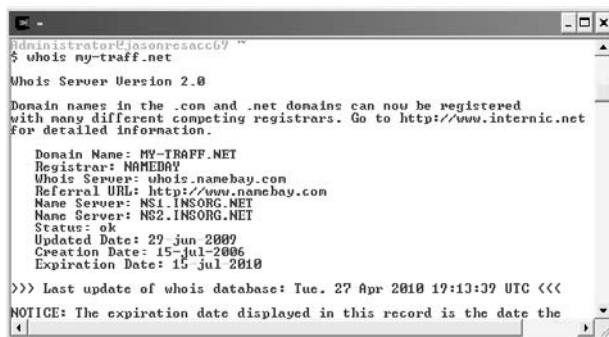 -
Administrator@jasonresacc69 ~
$ whois my-traff.net
Whois Server Version 2.0
Domain names in the .com and .net domains can now be registered
with many different competing registrars. Go to http://www.internic.net
for detailed information.
Domain Name: MY-TRAFF.NET
Registrar: NAMEBAY
Whois Server: whois.namebay.com
Referral URL: http://www.namebay.com
Name Server: NS1.INSORG.NET
Name Server: NS2.INSORG.NET
Status: ok
Updated Date: 29-jun-2009
Creation Date: 15-jul-2006
Expiration Date: 15-jul-2010
>>> Last update of whois database: Tue, 27 Apr 2010 19:13:39 UTC <<<
NOTICE: The expiration date displayed in this record is the date the